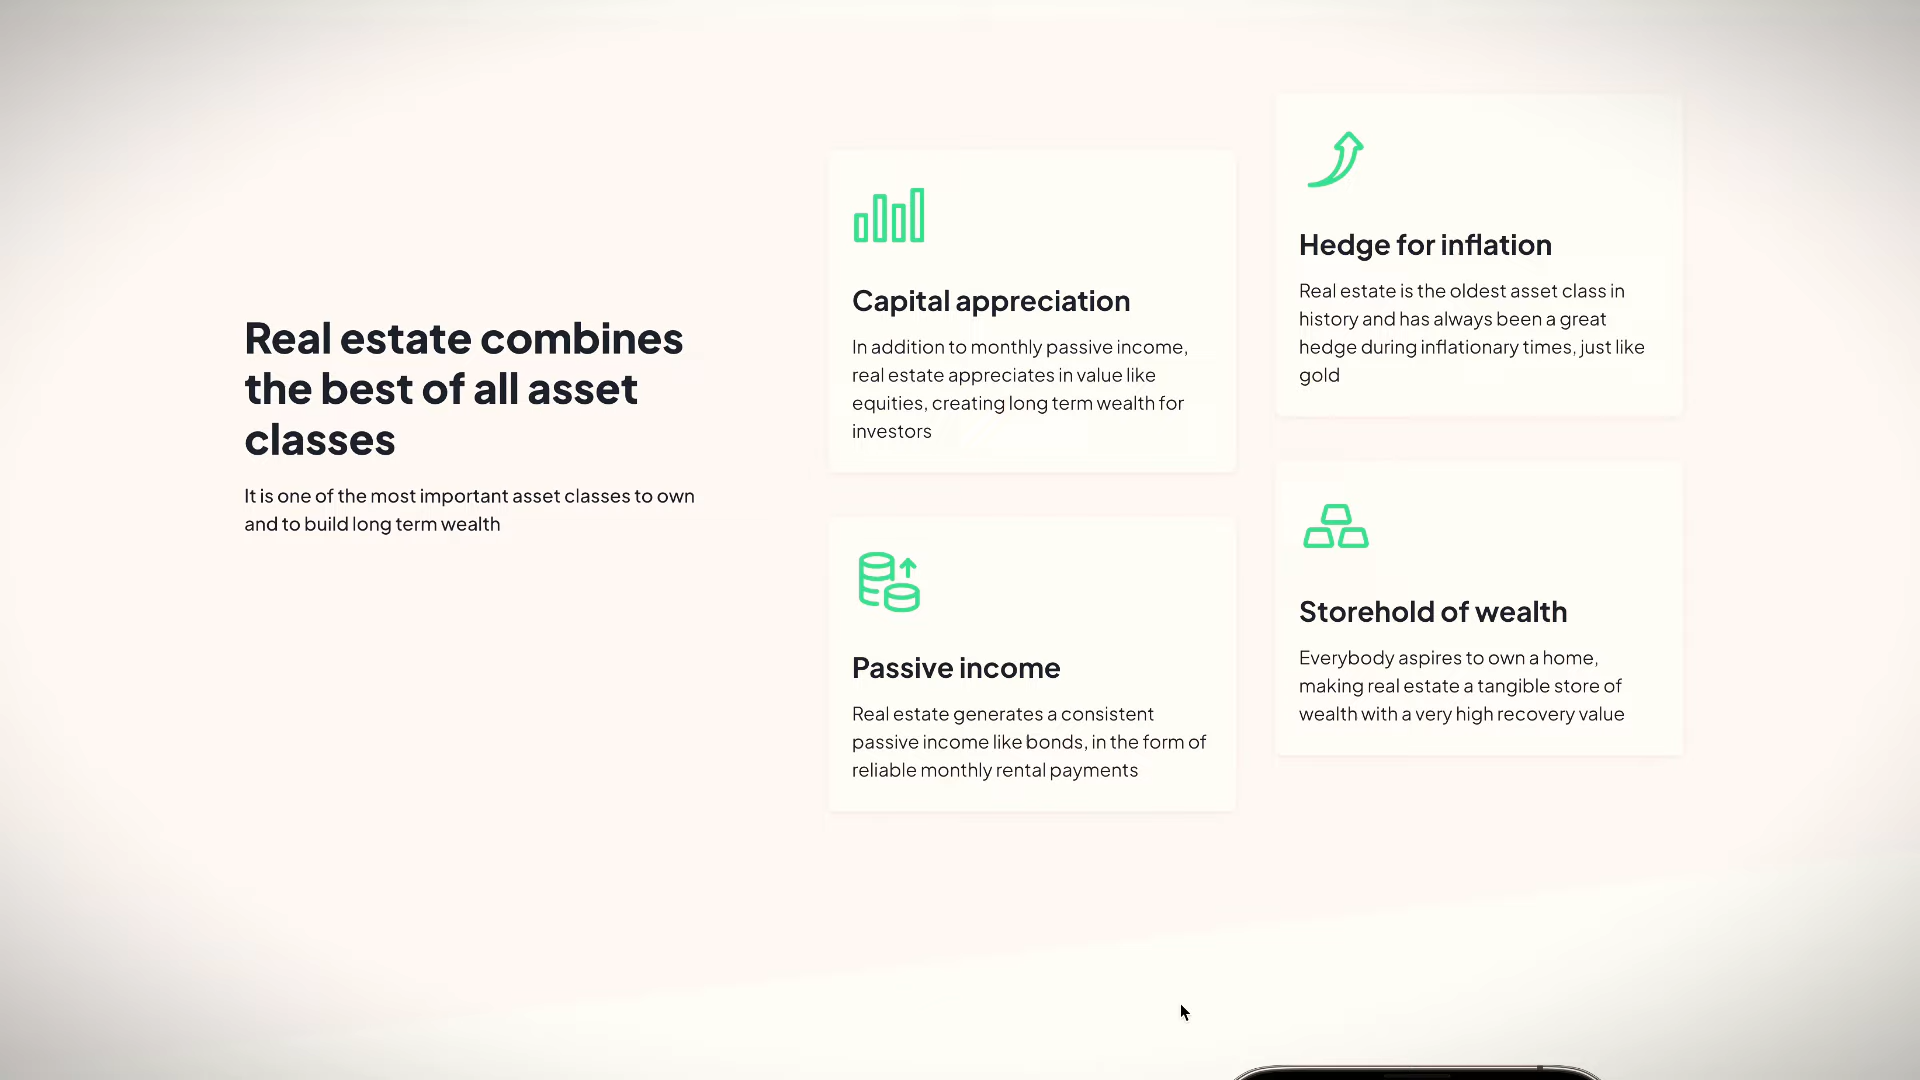 Real estate combines
the best of all asset
classes
It is one of the most important asset classes to own
and to build long term wealth
Capital appreciation
In addition to monthly passive income,
real estate appreciates in value like
equities, creating long term wealth for
investors
Passive income
Real estate generates a consistent
passive income like bonds, in the form of
reliable monthly rental payments
Hedge for inflation
Real estate is the oldest asset class in
history and has always been a great
hedge during inflationary times, just like
gold
Storehold of wealth
Everybody aspires to own a home,
making real estate a tangible store of
wealth with a very high recovery value